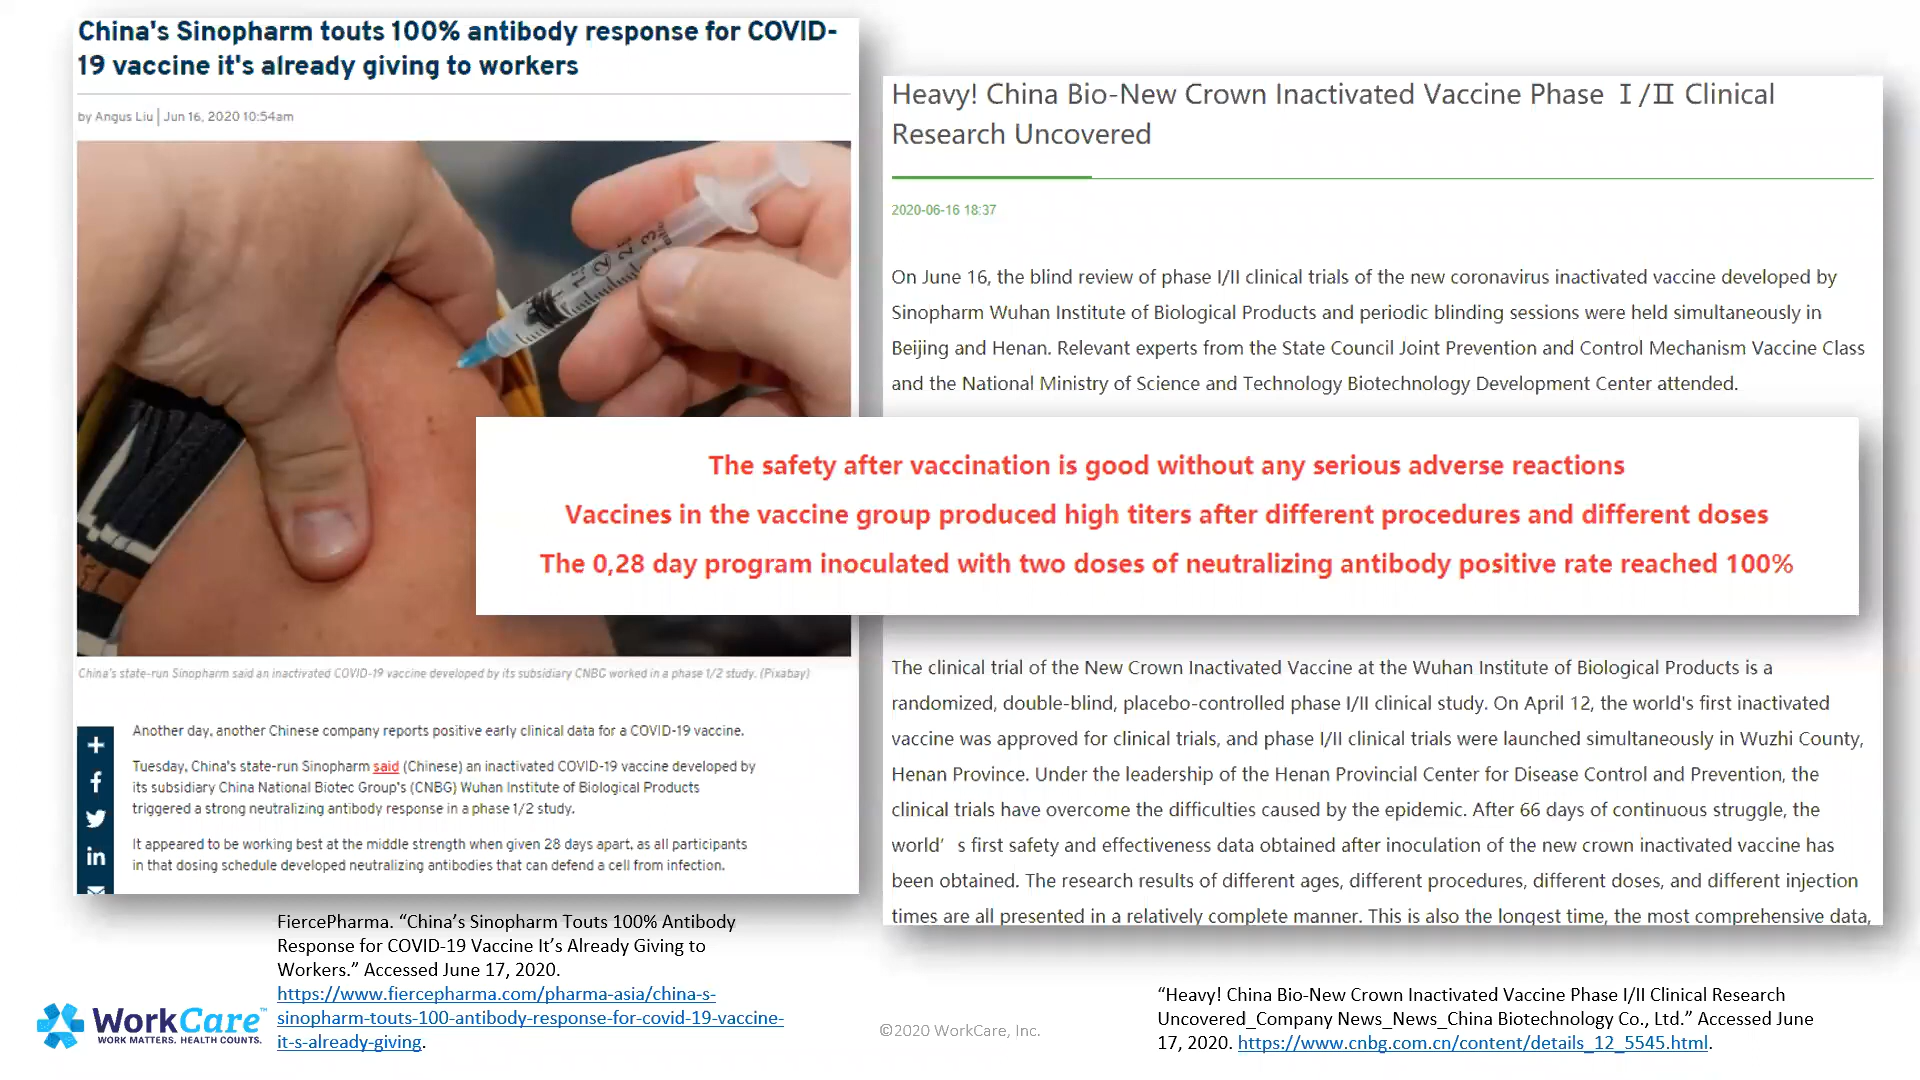 China's Sinopharm touts 100% antibody response for COVID-
19 vaccine it's already giving to workers
by Angus Liu | Jun 16, 2020 10:54am
China's state-run Sinopharm said an inactivated COVID-19 vaccine developed by its subsidiary CNBG worked in a phase 1/2 study. (Pixabay)
Another day, another Chinese company reports positive early clinical data for a COVID-19 vaccine.
Tuesday, China's state-run Sinopharm said (Chinese) an inactivated COVID-19 vaccine developed by
its subsidiary China National Biotec Group's (CNBG) Wuhan Institute of Biological Products
triggered a strong neutralizing antibody response in a phase 1/2 study.
It appeared to be working best at the middle strength when given 28 days apart, as all participants
in that dosing schedule developed neutralizing antibodies that can defend a cell from infection.
Heavy! China Bio-New Crown Inactivated Vaccine Phase Ⅰ/Ⅱ Clinical
Research Uncovered
2020-06-16 18:37
On June 16, the blind review of phase I/II clinical trials of the new coronavirus inactivated vaccine developed by
Sinopharm Wuhan Institute of Biological Products and periodic blinding sessions were held simultaneously in
Beijing and Henan. Relevant experts from the State Council Joint Prevention and Control Mechanism Vaccine Class
and the National Ministry of Science and Technology Biotechnology Development Center attended.
The safety after vaccination is good without any serious adverse reactions
Vaccines in the vaccine group produced high titers after different procedures and different doses
The 0,28 day program inoculated with two doses of neutralizing antibody positive rate reached 100%
The clinical trial of the New Crown Inactivated Vaccine at the Wuhan Institute of Biological Products is a
randomized, double-blind, placebo-controlled phase I/II clinical study. On April 12, the world's first inactivated
vaccine was approved for clinical trials, and phase I/II clinical trials were launched simultaneously in Wuzhi County,
Henan Province. Under the leadership of the Henan Provincial Center for Disease Control and Prevention, the
clinical trials have overcome the difficulties caused by the epidemic. After 66 days of continuous struggle, the
world’ s first safety and effectiveness data obtained after inoculation of the new crown inactivated vaccine has
been obtained. The research results of different ages, different procedures, different doses, and different injection
times are all presented in a relatively complete manner. This is also the longest time, the most comprehensive data,
FiercePharma. “China’s Sinopharm Touts 100% Antibody
Response for COVID-19 Vaccine It’s Already Giving to
Workers.” Accessed June 17, 2020.
https://www.fiercepharma.com/pharma-asia/china-s-
sinopharm-touts-100-antibody-response-for-covid-19-vaccine-
it-s-already-giving.
WorkCare™
WORK MATTERS. HEALTH COUNTS.
©2020 WorkCare, Inc.
“Heavy! China Bio-New Crown Inactivated Vaccine Phase I/II Clinical Research
Uncovered_Company News_News_China Biotechnology Co., Ltd.” Accessed June
17, 2020. https://www.cnbg.com.cn/content/details_12_5545.html.